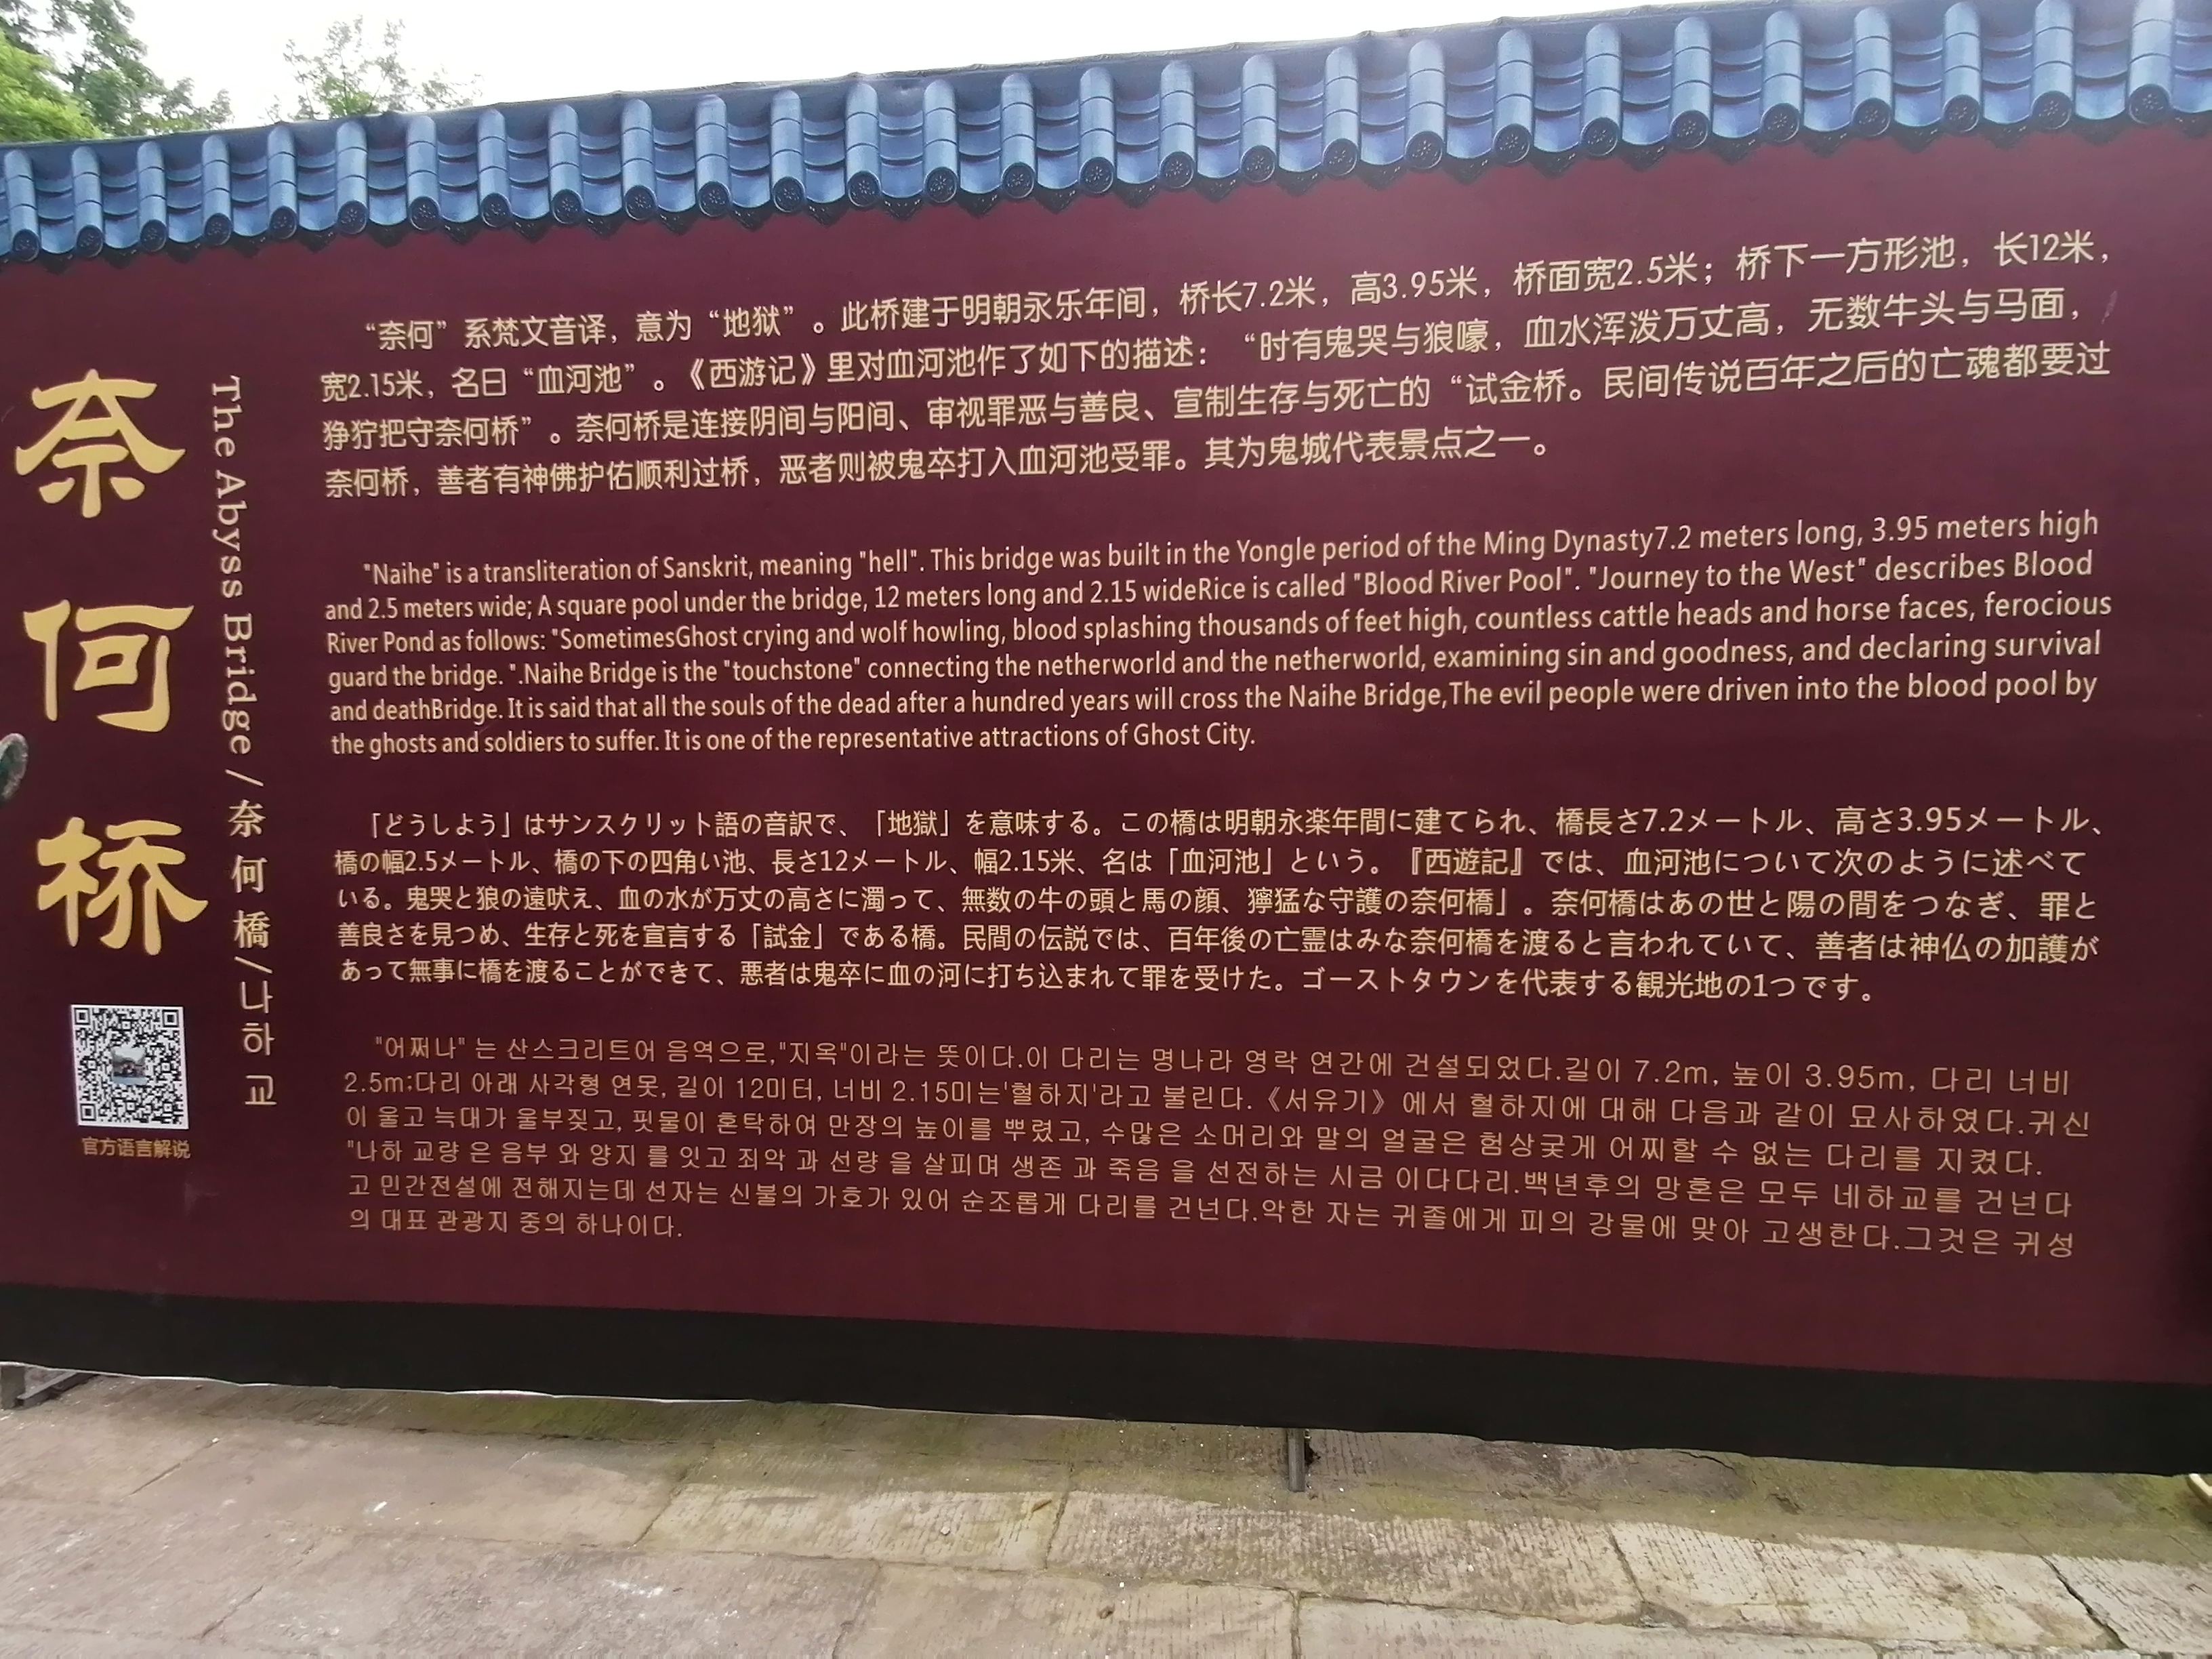 奈何桥
The Abyss Bridge / 奈何橋 / 나하교
官方语言解说
“奈何”系梵文音译，意为“地狱”。此桥建于明朝永乐年间，桥长7.2米，高3.95米，桥面宽2.5米；桥下一方形池，长12米，
宽2.15米，名曰“血河池”。《西游记》里对血河池作了如下的描述：“时有鬼哭与狼嚎，血水浑泼万丈高，无数牛头与马面，
狰狞把守奈何桥”。奈何桥是连接阴间与阳间、审视罪恶与善良、宣制生存与死亡的“试金桥。民间传说百年之后的亡魂都要过
奈何桥，善者有神佛护佑顺利过桥，恶者则被鬼卒打入血河池受罪。其为鬼城代表景点之一。
"Naihe" is a transliteration of Sanskrit, meaning "hell". This bridge was built in the Yongle period of the Ming Dynasty7.2 meters long, 3.95 meters high
and 2.5 meters wide; A square pool under the bridge, 12 meters long and 2.15 wideRice is called "Blood River Pool". "Journey to the West" describes Blood
River Pond as follows: "SometimesGhost crying and wolf howling, blood splashing thousands of feet high, countless cattle heads and horse faces, ferocious
guard the bridge. ".Naihe Bridge is the "touchstone" connecting the netherworld and the netherworld, examining sin and goodness, and declaring survival
and deathBridge. It is said that all the souls of the dead after a hundred years will cross the Naihe Bridge,The evil people were driven into the blood pool by
the ghosts and soldiers to suffer. It is one of the representative attractions of Ghost City.
「どうしよう」はサンスクリット語の音訳で、「地獄」を意味する。この橋は明朝永楽年間に建てられ、橋長さ7.2メートル、高さ3.95メートル、
橋の幅2.5メートル、橋の下の四角い池、長さ12メートル、幅2.15米、名は「血河池」という。『西遊記』では、血河池について次のように述べて
いる。鬼哭と狼の遠吠え、血の水が万丈の高さに濁って、無数の牛の頭と馬の顔、獰猛な守護の奈何橋」。奈何橋はあの世と陽の間をつなぎ、罪と
善良さを見つめ、生存と死を宣言する「試金」である橋。民間の伝説では、百年後の亡霊はみな奈何橋を渡ると言われていて、善者は神仏の加護が
あって無事に橋を渡ることができて、悪者は鬼卒に血の河に打ち込まれて罪を受けた。ゴーストタウンを代表する観光地の1つです。
"어쩌나" 는 산스크리트어 음역으로,"지옥"이라는 뜻이다.이 다리는 명나라 영락 연간에 건설되었다.길이 7.2m, 높이 3.95m, 다리 너비
2.5m:다리 아래 사각형 연못, 길이 12미터, 너비 2.15미는'혈하지'라고 불린다.《서유기》에서 혈하지에 대해 다음과 같이 묘사하였다.귀신
이 울고 늑대가 울부짖고, 핏물이 혼탁하여 만장의 높이를 뿌렸고, 수많은 소머리와 말의 얼굴은 험상궂게 어찌할 수 없는 다리를 지켰다.
"나하 교량 은 음부 와 양지 를 잇고 죄악 과 선량 을 살피며 생존 과 죽음 을 선전하는 시금 이다다리.백년후의 망혼은 모두 네하교를 건넌다
고 민간전설에 전해지는데 선자는 신불의 가호가 있어 순조롭게 다리를 건넌다.악한 자는 귀졸에게 피의 강물에 맞아 고생한다.그것은 귀성
의 대표 관광지 중의 하나이다.